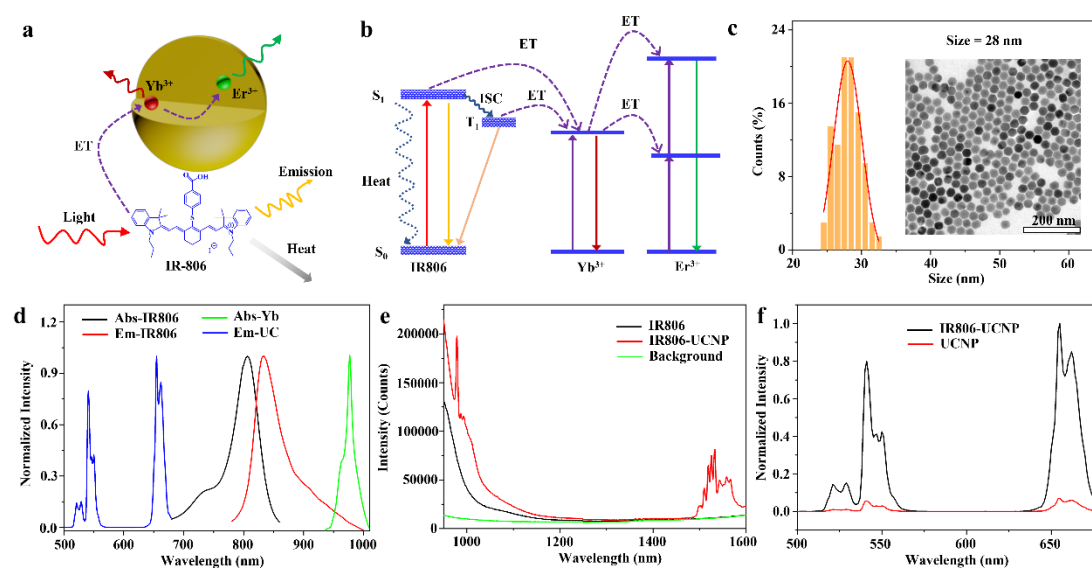 a
Yb3+
Er3+
ET
O
OH
S
N
N
I
Light
Emission
Heat
IR-806
b
ET
ET
S1
ISC
T1
ET
ET
Heat
S0
IR806
Yb3+
Er3+
c
Size = 28 nm
Counts (%)
24
16
8
0
20 30 40 50 60
Size (nm)
200 nm
d
Abs-IR806
Abs-Yb
Em-IR806
Em-UC
Normalized Intensity
1.2
0.9
0.6
0.3
0.0
500 600 700 800 900 1000
Wavelength (nm)
e
IR806
IR806-UCNP
Background
Intensity (Counts)
200000
150000
100000
50000
0
1000 1200 1400 1600
Wavelength (nm)
f
IR806-UCNP
UCNP
Normalized Intensity
1.0
0.8
0.6
0.4
0.2
0.0
500 550 600 650
Wavelength (nm)